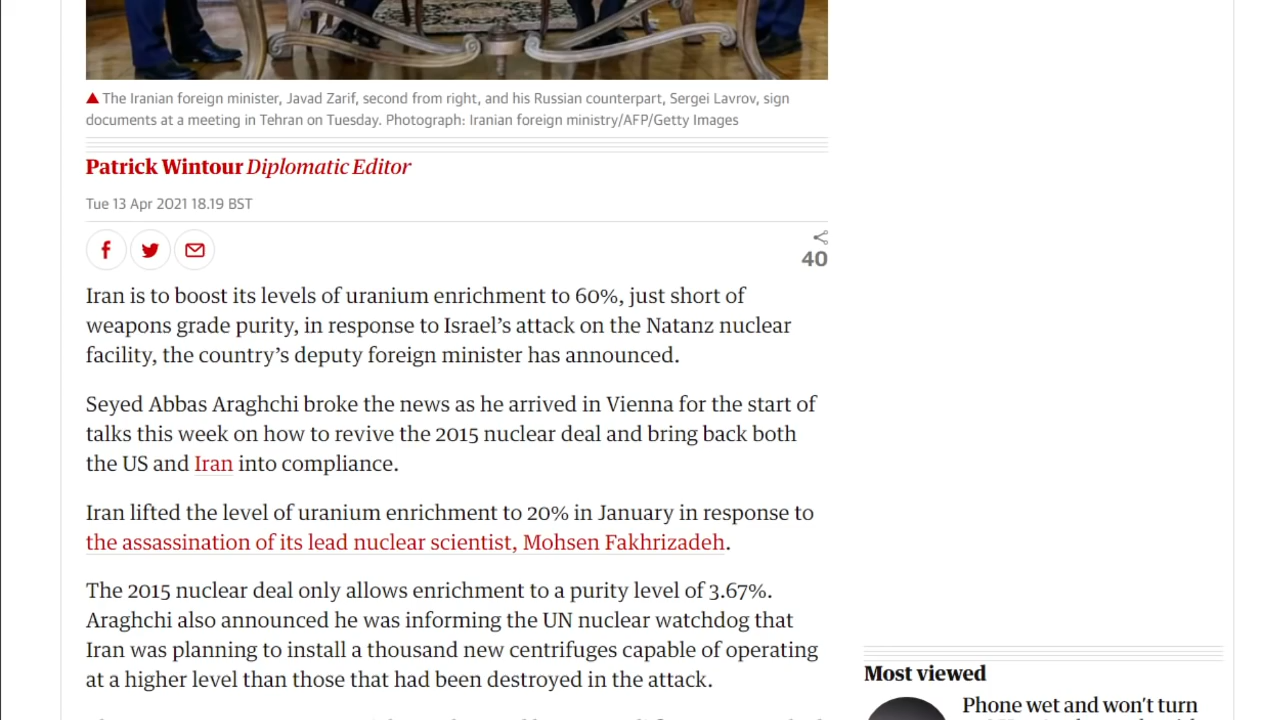 The Iranian foreign minister, Javad Zarif, second from right, and his Russian counterpart, Sergei Lavrov, sign
documents at a meeting in Tehran on Tuesday. Photograph: Iranian foreign ministry/AFP/Getty Images
Patrick Wintour Diplomatic Editor
Tue 13 Apr 2021 18.19 BST
40
Iran is to boost its levels of uranium enrichment to 60%, just short of
weapons grade purity, in response to Israel’s attack on the Natanz nuclear
facility, the country’s deputy foreign minister has announced.
Seyed Abbas Araghchi broke the news as he arrived in Vienna for the start of
talks this week on how to revive the 2015 nuclear deal and bring back both
the US and Iran into compliance.
Iran lifted the level of uranium enrichment to 20% in January in response to
the assassination of its lead nuclear scientist, Mohsen Fakhrizadeh.
The 2015 nuclear deal only allows enrichment to a purity level of 3.67%.
Araghchi also announced he was informing the UN nuclear watchdog that
Iran was planning to install a thousand new centrifuges capable of operating
at a higher level than those that had been destroyed in the attack.
Most viewed
Phone wet and won’t turn